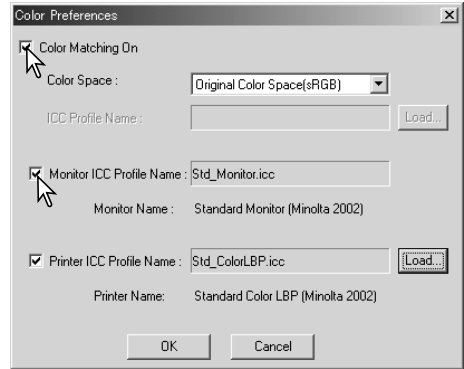 Color Preferences
Color Matching On
Color Space : Original Color Space(sRGB)
ICC Profile Name : Load...
Monitor ICC Profile Name : Std_Monitor.icc
Monitor Name : Standard Monitor (Minolta 2002)
Printer ICC Profile Name : Std_ColorLBP.icc Load...
Printer Name: Standard Color LBP (Minolta 2002)
OK Cancel